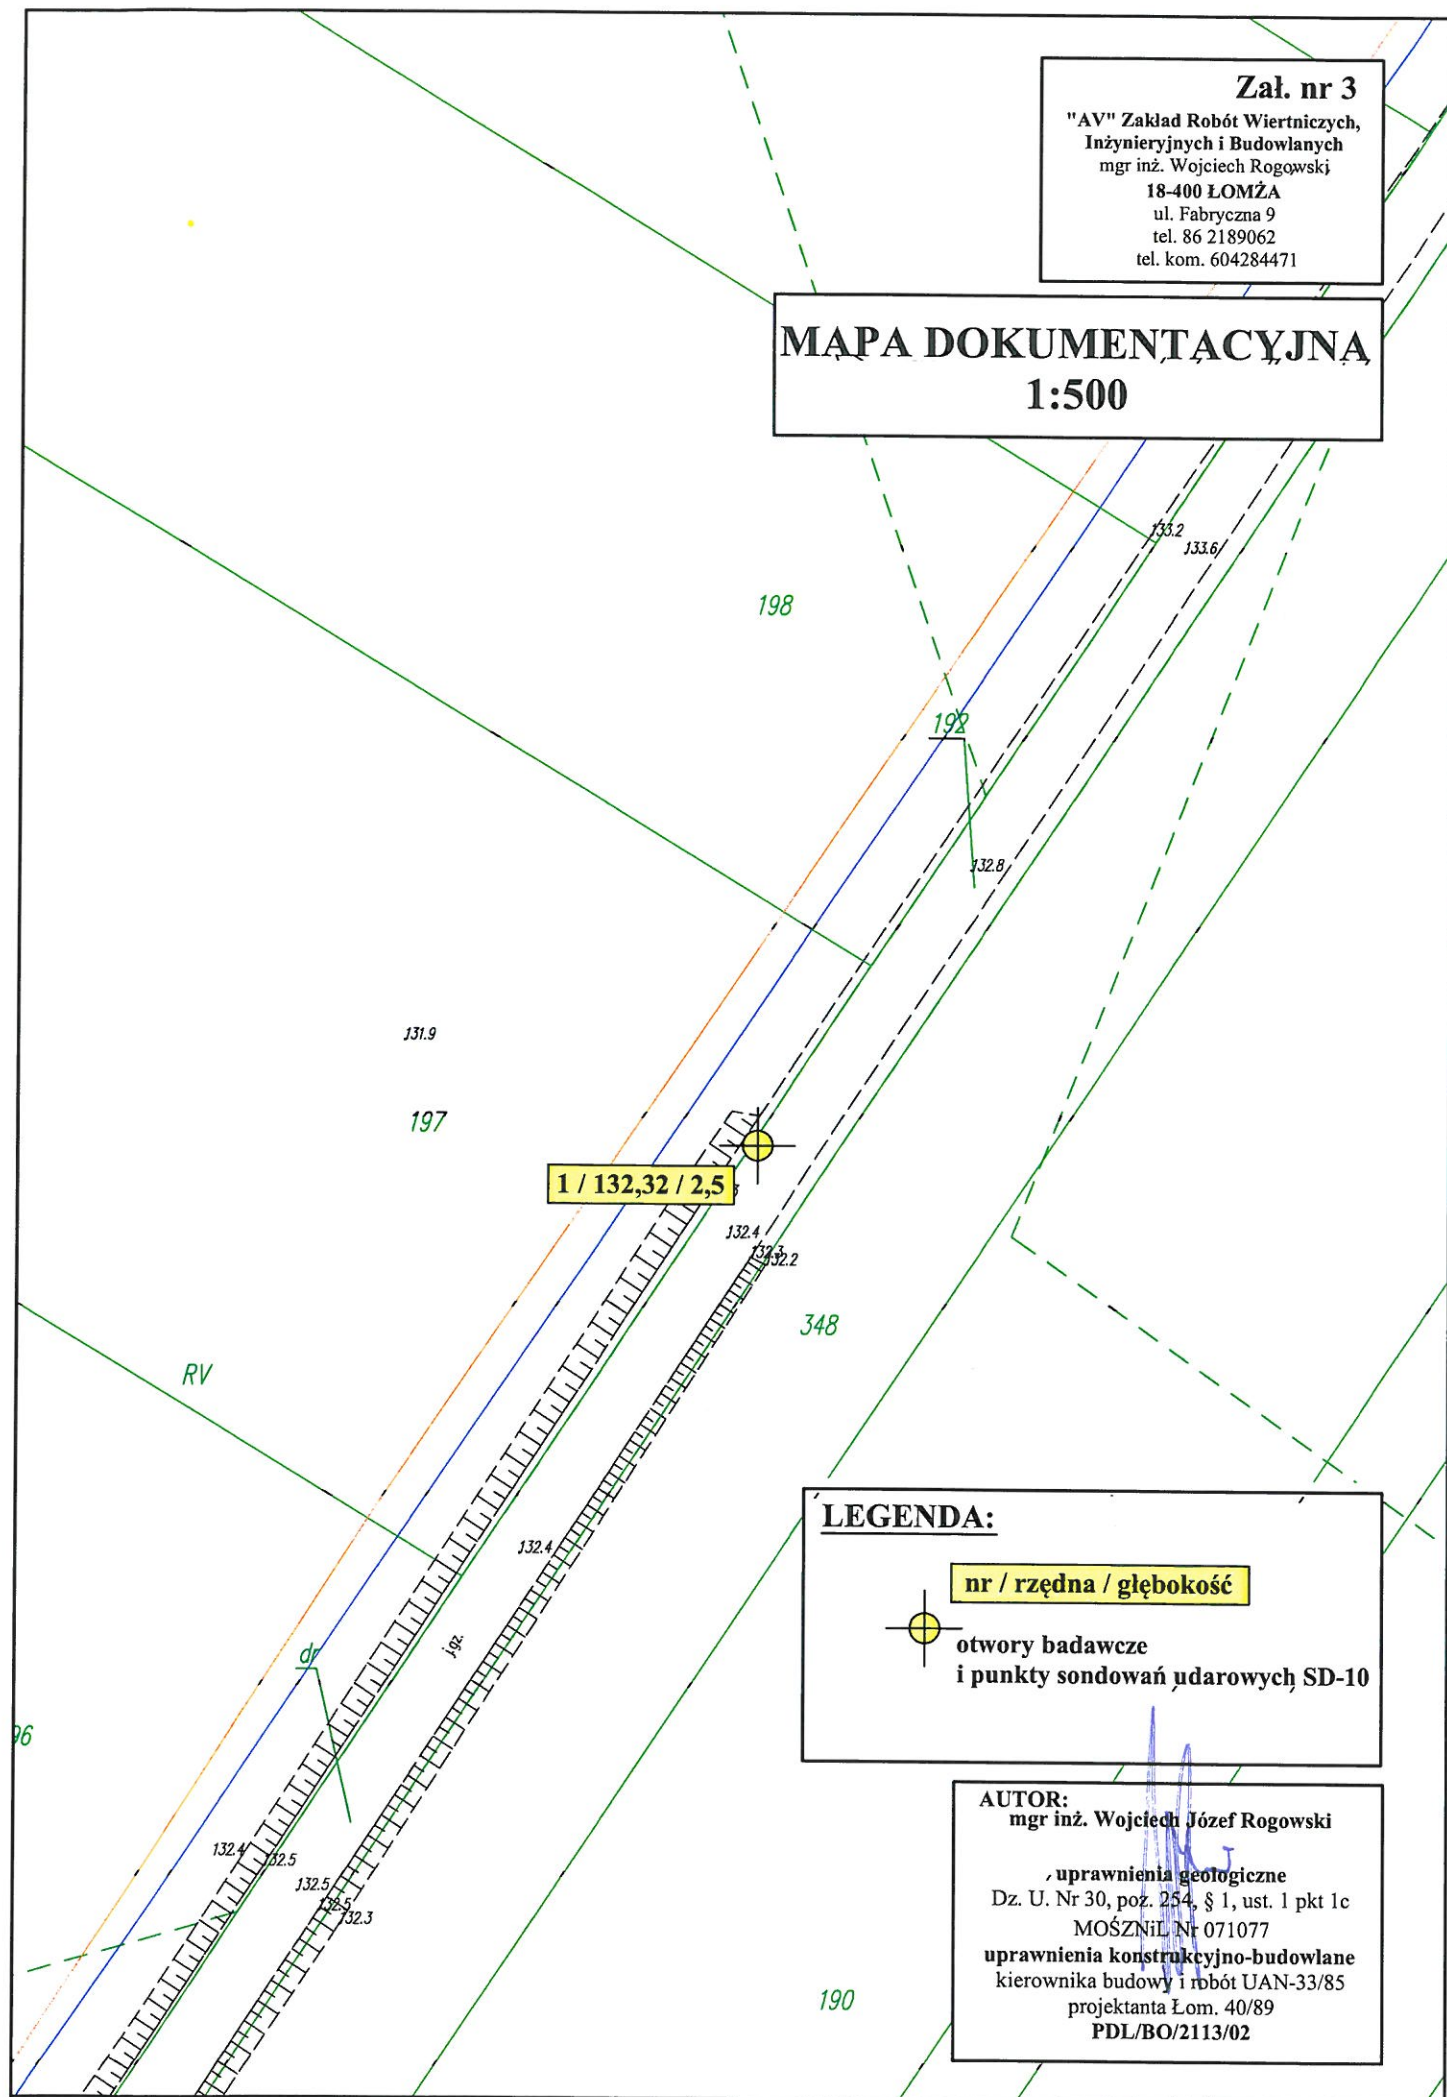 Zał. nr 3
"AV" Zakład Robót Wiertniczych,
Inżynieryjnych i Budowlanych
mgr inż. Wojciech Rogowski
18-400 ŁOMŻA
ul. Fabryczna 9
tel. 86 2189062
tel. kom. 604284471
MAPA DOKUMENTACYJNA
1:500
133.2
133.6
198
192
132.8
131.9
197
1 / 132,32 / 2,5
132.4
132.3
132.2
348
RV
132.4
j.gz.
dr
96
132.4
132.5
132.5
132.5
132.3
190
LEGENDA:
nr / rzędna / głębokość
otwory badawcze
i punkty sondowań udarowych SD-10
AUTOR:
mgr inż. Wojciech Józef Rogowski
uprawnienia geologiczne
Dz. U. Nr 30, poz. 254, § 1, ust. 1 pkt 1c
MOŚZNiL Nr 071077
uprawnienia konstrukcyjno-budowlane
kierownika budowy i robót UAN-33/85
projektanta Łom. 40/89
PDL/BO/2113/02